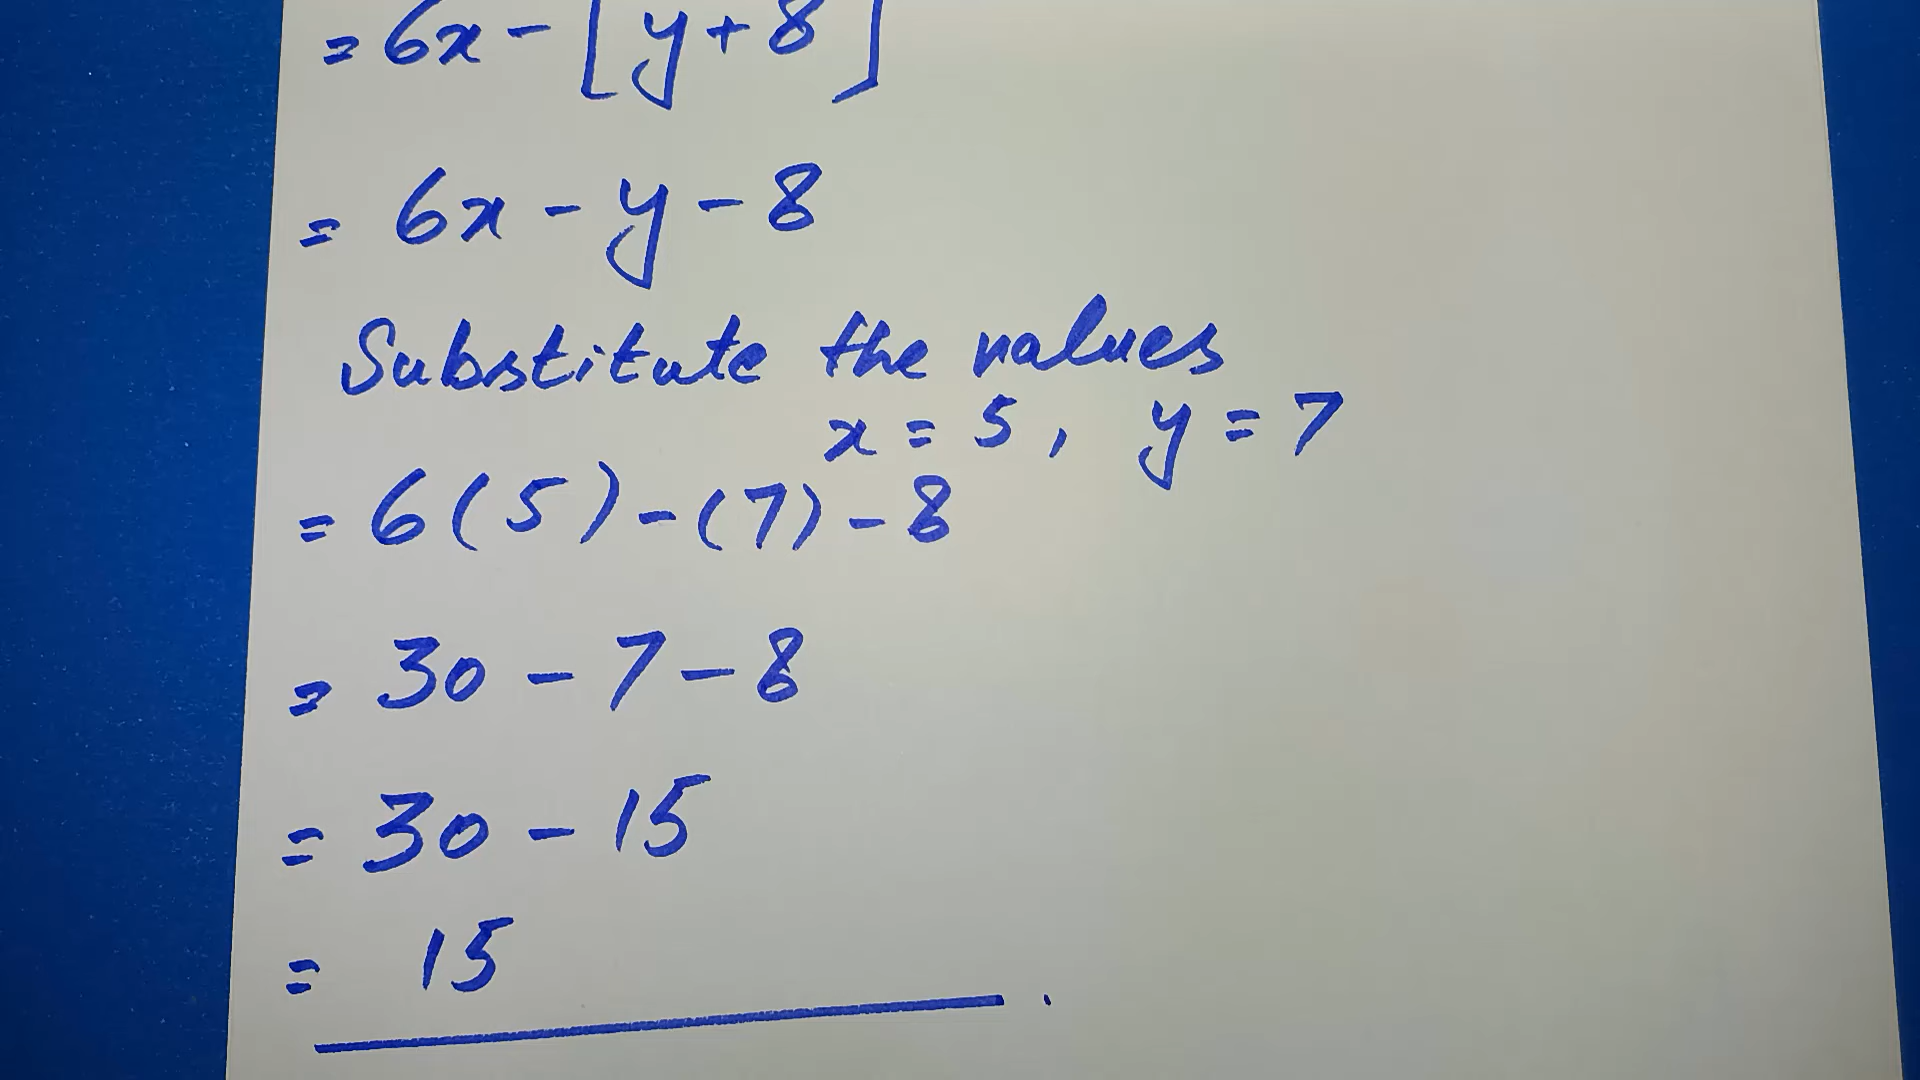 = 6x - [y + 8]
= 6x - y - 8
Substitute the values
x = 5, y = 7
= 6(5) - (7) - 8
= 30 - 7 - 8
= 30 - 15
= 15